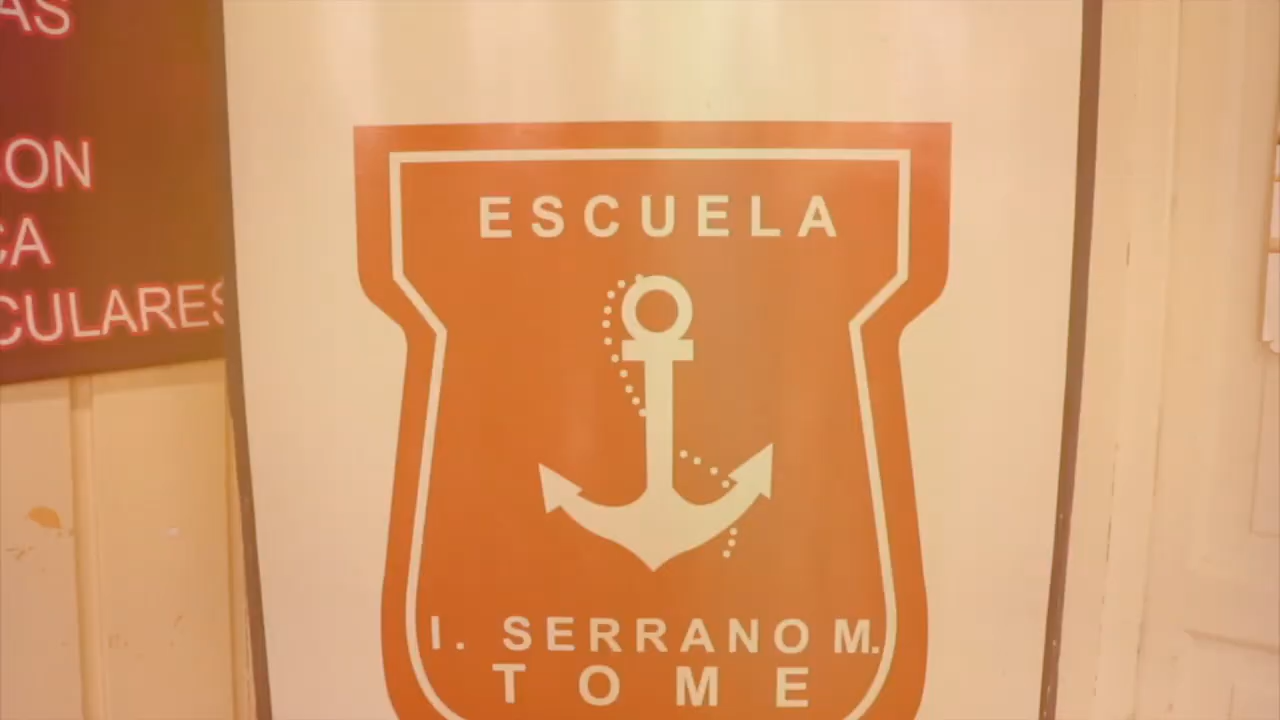 AS
ON
CA
CULARES
ESCUELA
I. SERRANO M.
TOME